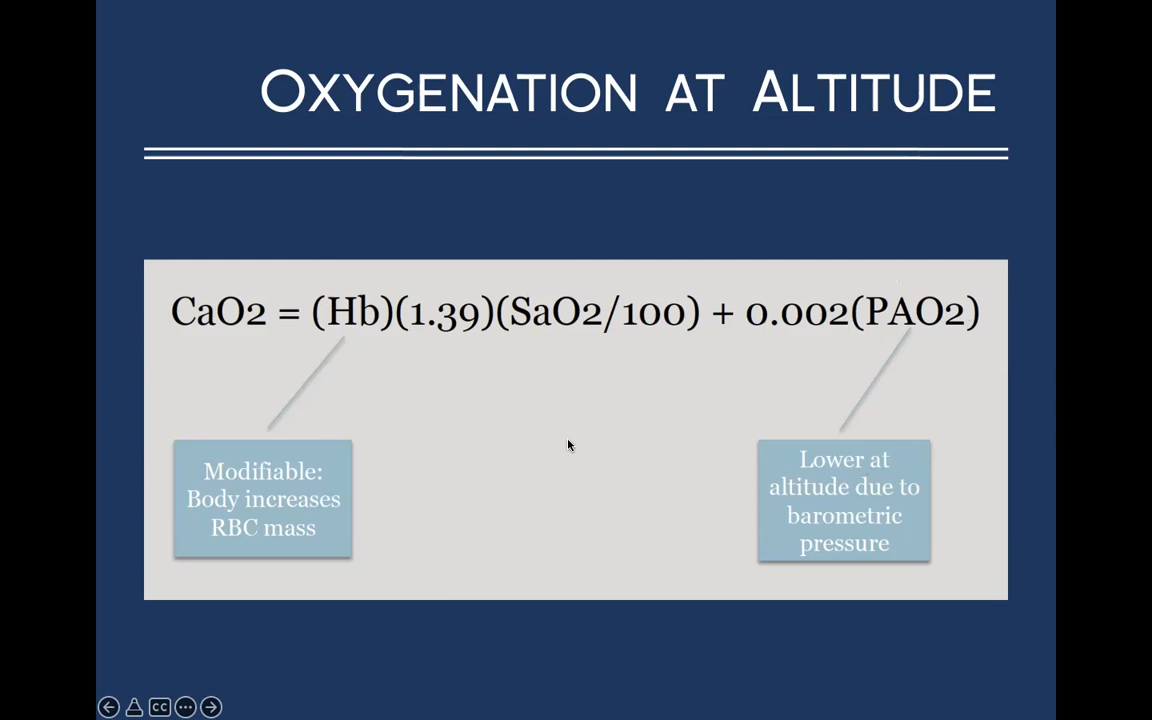 OXYGENATION AT ALTITUDE
CaO2 = (Hb)(1.39)(SaO2/100) + 0.002(PAO2)
Modifiable:
Body increases
RBC mass
Lower at
altitude due to
barometric
pressure
CC